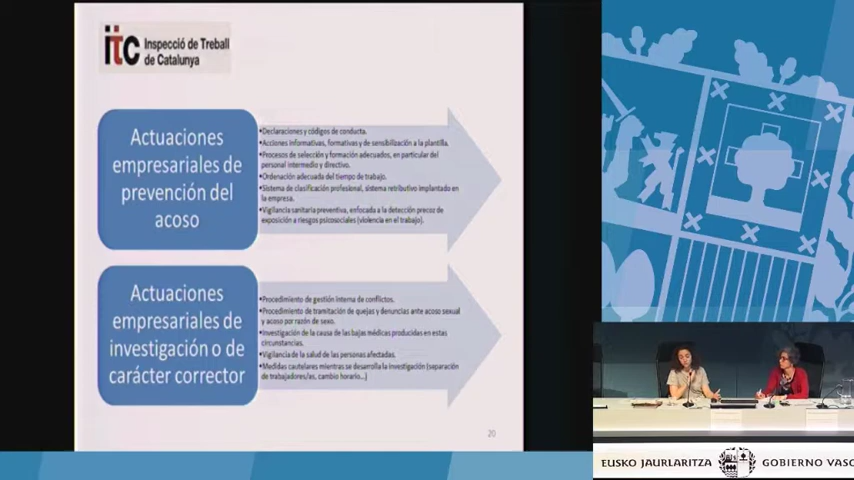 itc Inspecció de Treball
de Catalunya
Actuaciones
empresariales de
prevención del
acoso
•Declaraciones y códigos de conducta.
•Acciones informativas, formativas y de sensibilización a la plantilla.
•Procesos de selección y formación adecuados, en particular del
personal intermedio y directivo.
•Ordenación adecuada del tiempo de trabajo.
•Sistema de clasificación profesional, sistema retributivo implantado en
la empresa.
•Vigilancia sanitaria preventiva, enfocada a la detección precoz de
exposición a riesgos psicosociales (violencia en el trabajo).
Actuaciones
empresariales de
investigación o de
carácter corrector
•Procedimiento de gestión interna de conflictos.
•Procedimiento de tramitación de quejas y denuncias ante acoso sexual
y acoso por razón de sexo.
•Investigación de la causa de las bajas médicas producidas en estas
circunstancias.
•Vigilancia de la salud de las personas afectadas.
•Medidas cautelares mientras se desarrolla la investigación (separación
de trabajadores/as, cambio horario...)
20
EUSKO JAURLARITZA GOBIERNO VASC